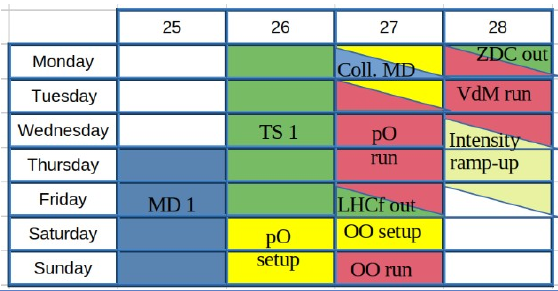 25 26 27 28
Monday Coll. MD ZDC out
Tuesday VdM run
Wednesday TS 1 pO Intensity
Thursday run ramp-up
Friday MD 1 LHCf out
Saturday pO OO setup
Sunday setup OO run